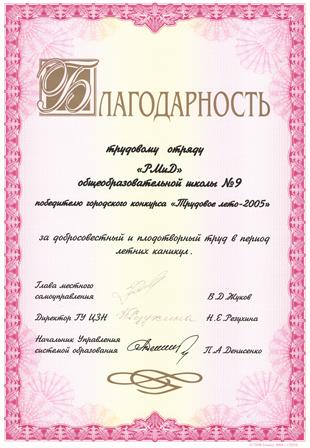 БЛАГОДАРНОСТЬ
трудовому отряду
«РМиД»
общеобразовательной школы №9
победителю городского конкурса «Трудовое лето-2005»
за добросовестный и плодотворный труд в период
летних каникул.
Глава местного
самоуправления В.Д.Жуков
Директор ГУ ЦЗН Н.Е.Резухина
Начальник Управления
системой образования П.А.Денисенко